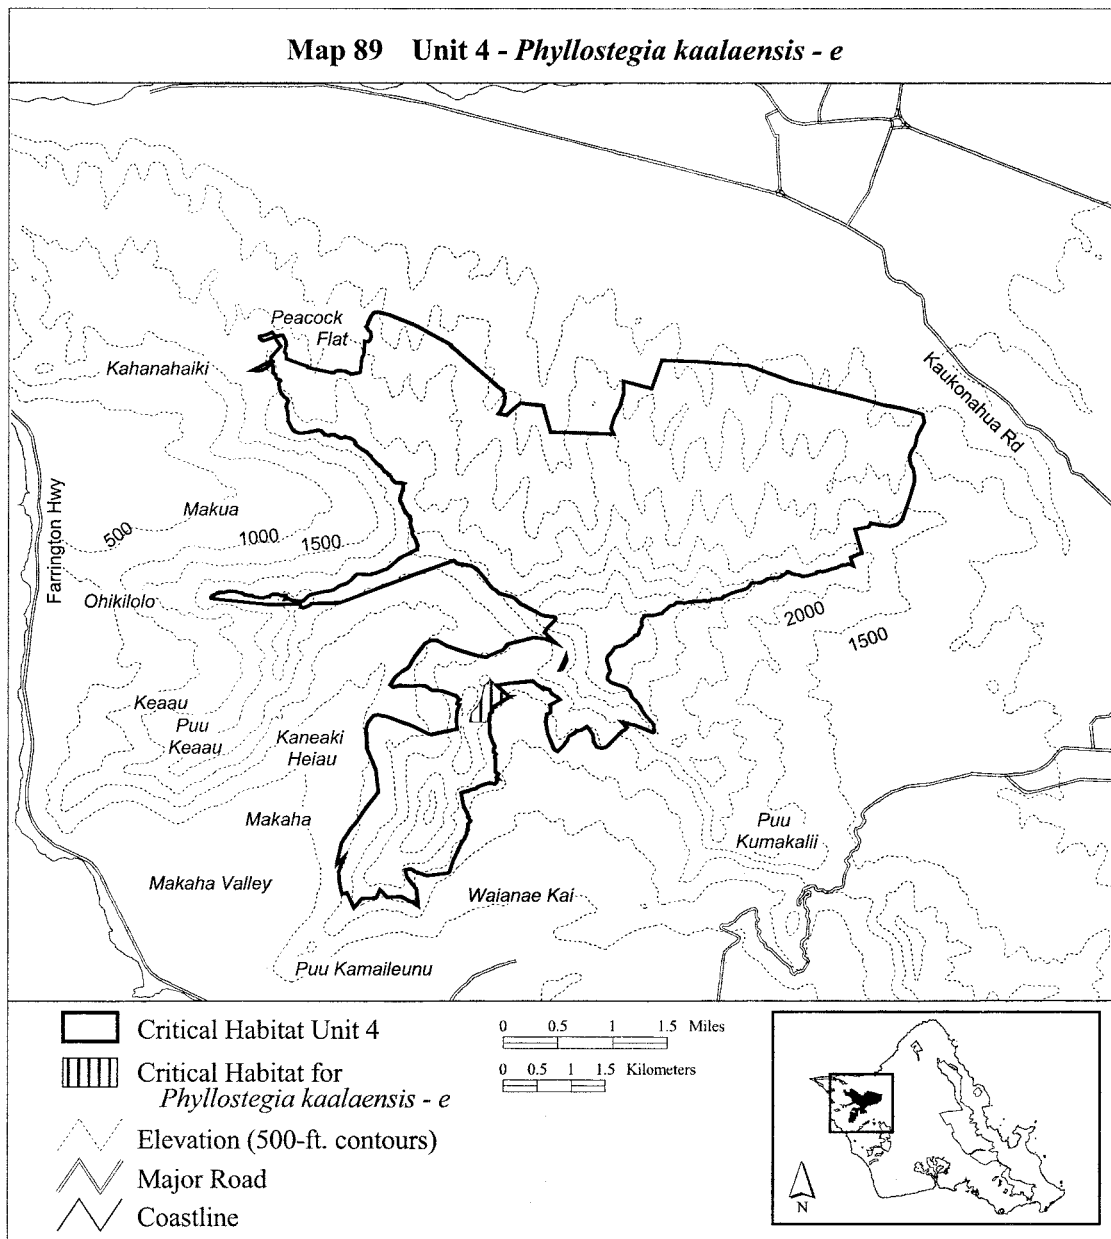 Map 89 Unit 4 - Phyllostegia kaalaensis - e
Peacock
Flat
Kahanahaiki
Kaukonahua Rd
Farrington Hwy
Makua
500
1000
1500
Ohikilolo
2000
1500
Keaau
Puu
Keaau
Kaneaki
Heiau
Makaha
Puu
Kumakalii
Makaha Valley
Waianae Kai
Puu Kamaileunu
Critical Habitat Unit 4
Critical Habitat for
Phyllostegia kaalaensis - e
Elevation (500-ft. contours)
Major Road
Coastline
0 0.5 1 1.5 Miles
0 0.5 1 1.5 Kilometers
N